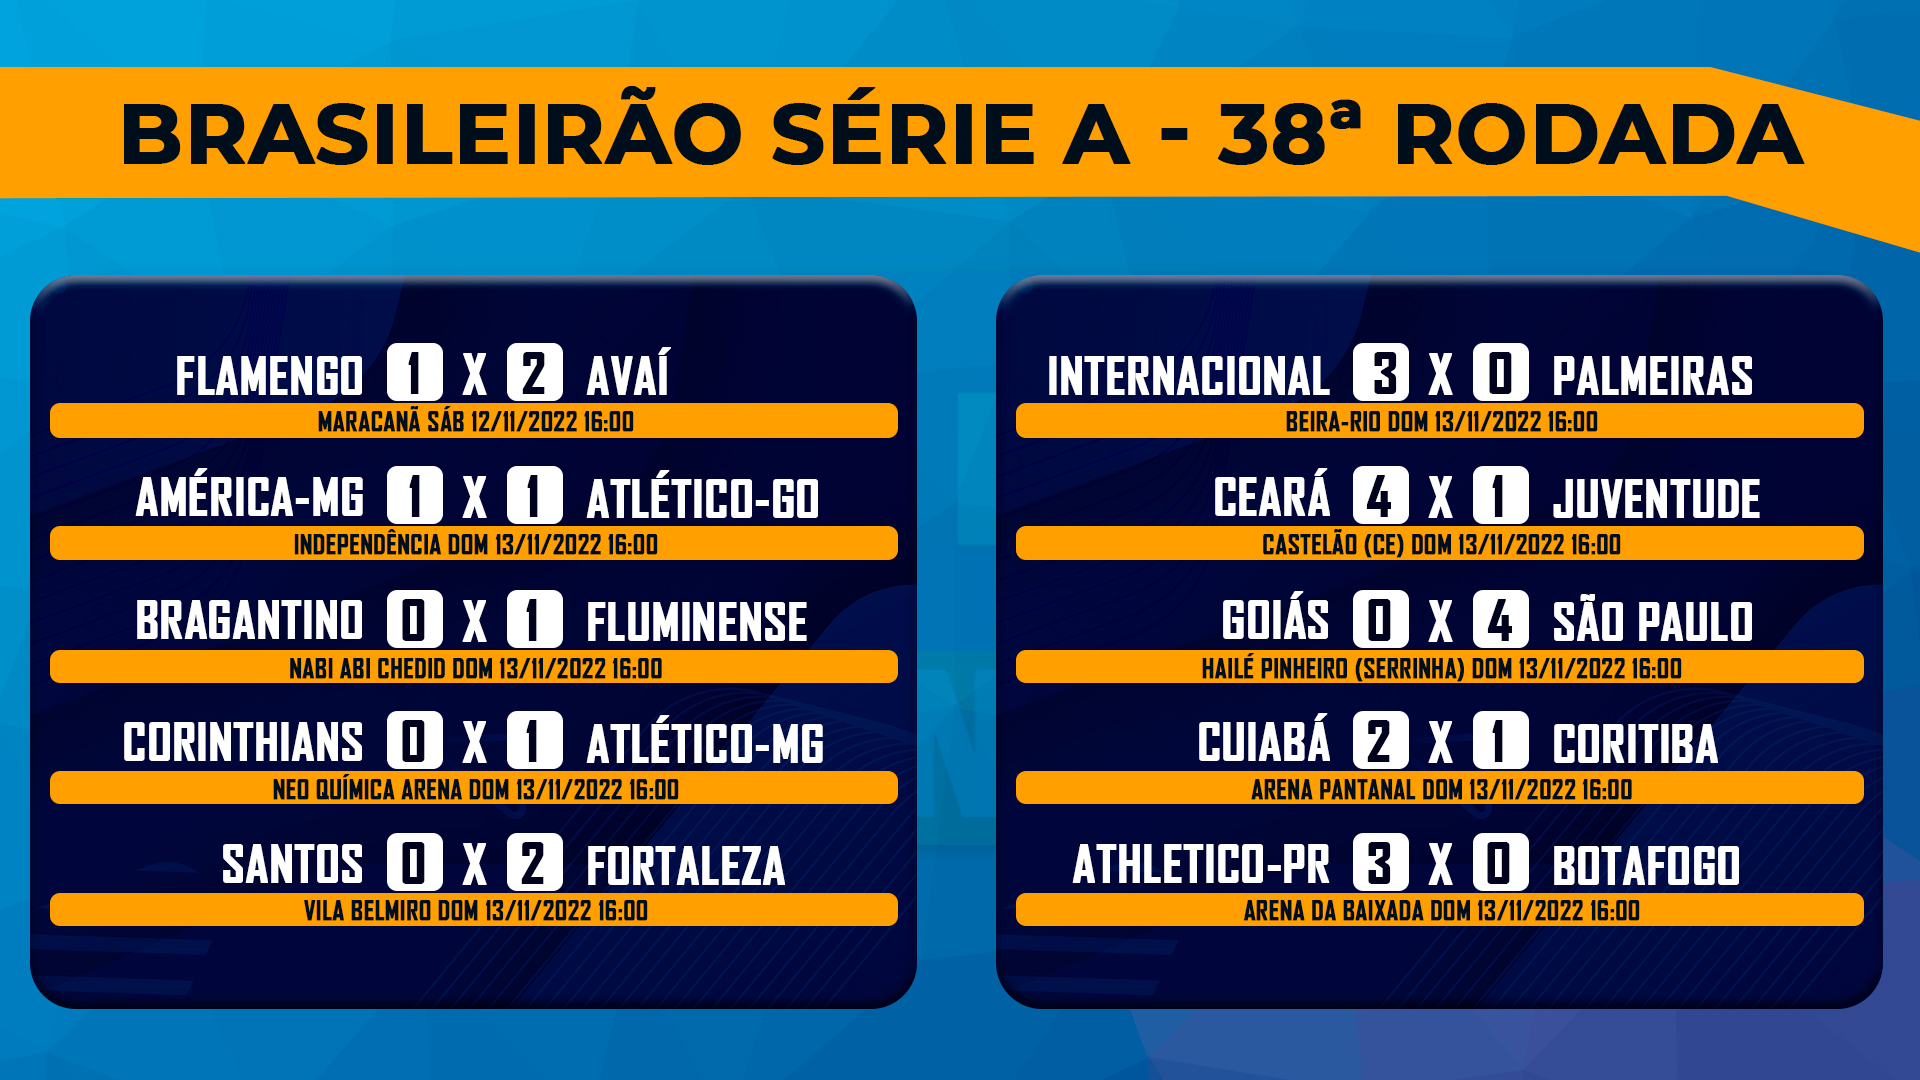 BRASILEIRÃO SÉRIE A - 38ª RODADA
FLAMENGO 1 X 2 AVAÍ
MARACANÃ SÁB 12/11/2022 16:00
AMÉRICA-MG 1 X 1 ATLÉTICO-GO
INDEPENDÊNCIA DOM 13/11/2022 16:00
BRAGANTINO 0 X 1 FLUMINENSE
NABI ABI CHEDID DOM 13/11/2022 16:00
CORINTHIANS 0 X 1 ATLÉTICO-MG
NEO QUÍMICA ARENA DOM 13/11/2022 16:00
SANTOS 0 X 2 FORTALEZA
VILA BELMIRO DOM 13/11/2022 16:00
INTERNACIONAL 3 X 0 PALMEIRAS
BEIRA-RIO DOM 13/11/2022 16:00
CEARÁ 4 X 1 JUVENTUDE
CASTELÃO (CE) DOM 13/11/2022 16:00
GOIÁS 0 X 4 SÃO PAULO
HAILÉ PINHEIRO (SERRINHA) DOM 13/11/2022 16:00
CUIABÁ 2 X 1 CORITIBA
ARENA PANTANAL DOM 13/11/2022 16:00
ATHLETICO-PR 3 X 0 BOTAFOGO
ARENA DA BAIXADA DOM 13/11/2022 16:00